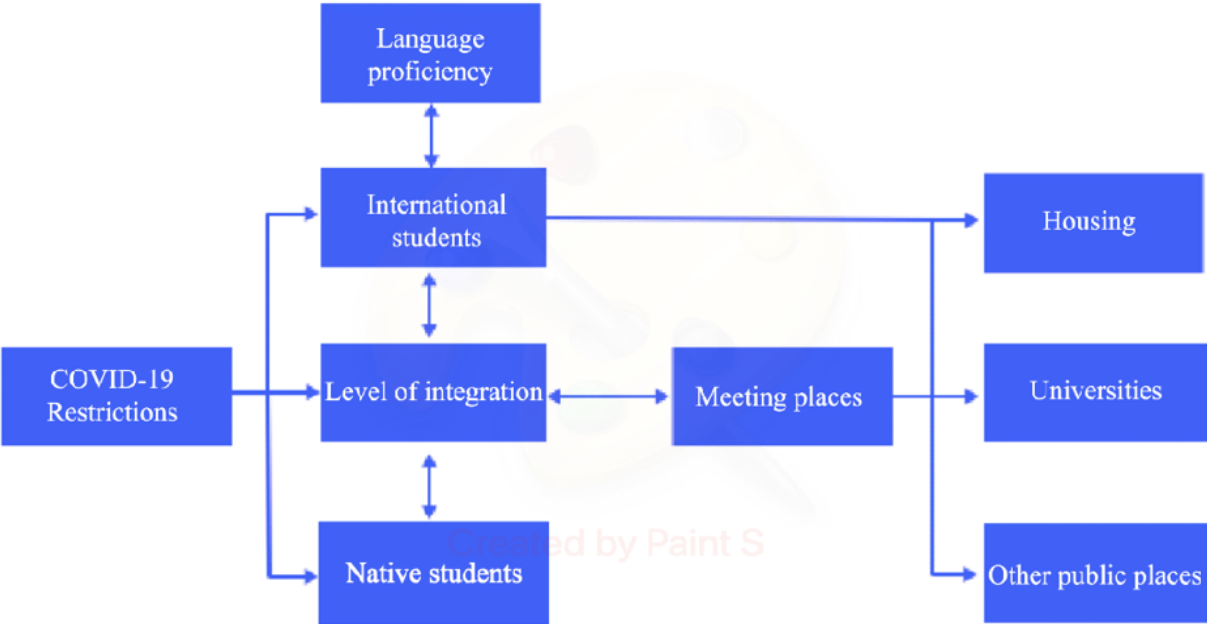 Language
proficiency
International
students
Housing
COVID-19
Restrictions
Level of integration
Meeting places
Universities
Native students
Other public places
Created by Paint S